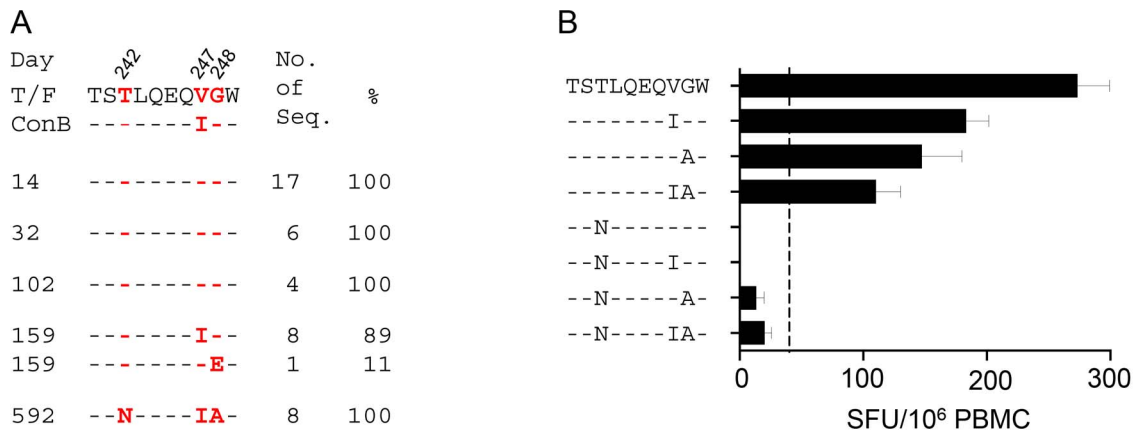 A
Day 242 247 248 No. of Seq. %
T/F TSTLQEQVGW
ConB -------I--
14 ---------- 17 100
32 ---------- 6 100
102 ---------- 4 100
159 -------I-- 8 89
159 --------E- 1 11
592 --N----IA- 8 100
B
TSTLQEQVGW
-------I--
--------A-
-------IA-
--N-------
--N----I--
--N-----A-
--N----IA-
0 100 200 300
SFU/10⁶ PBMC